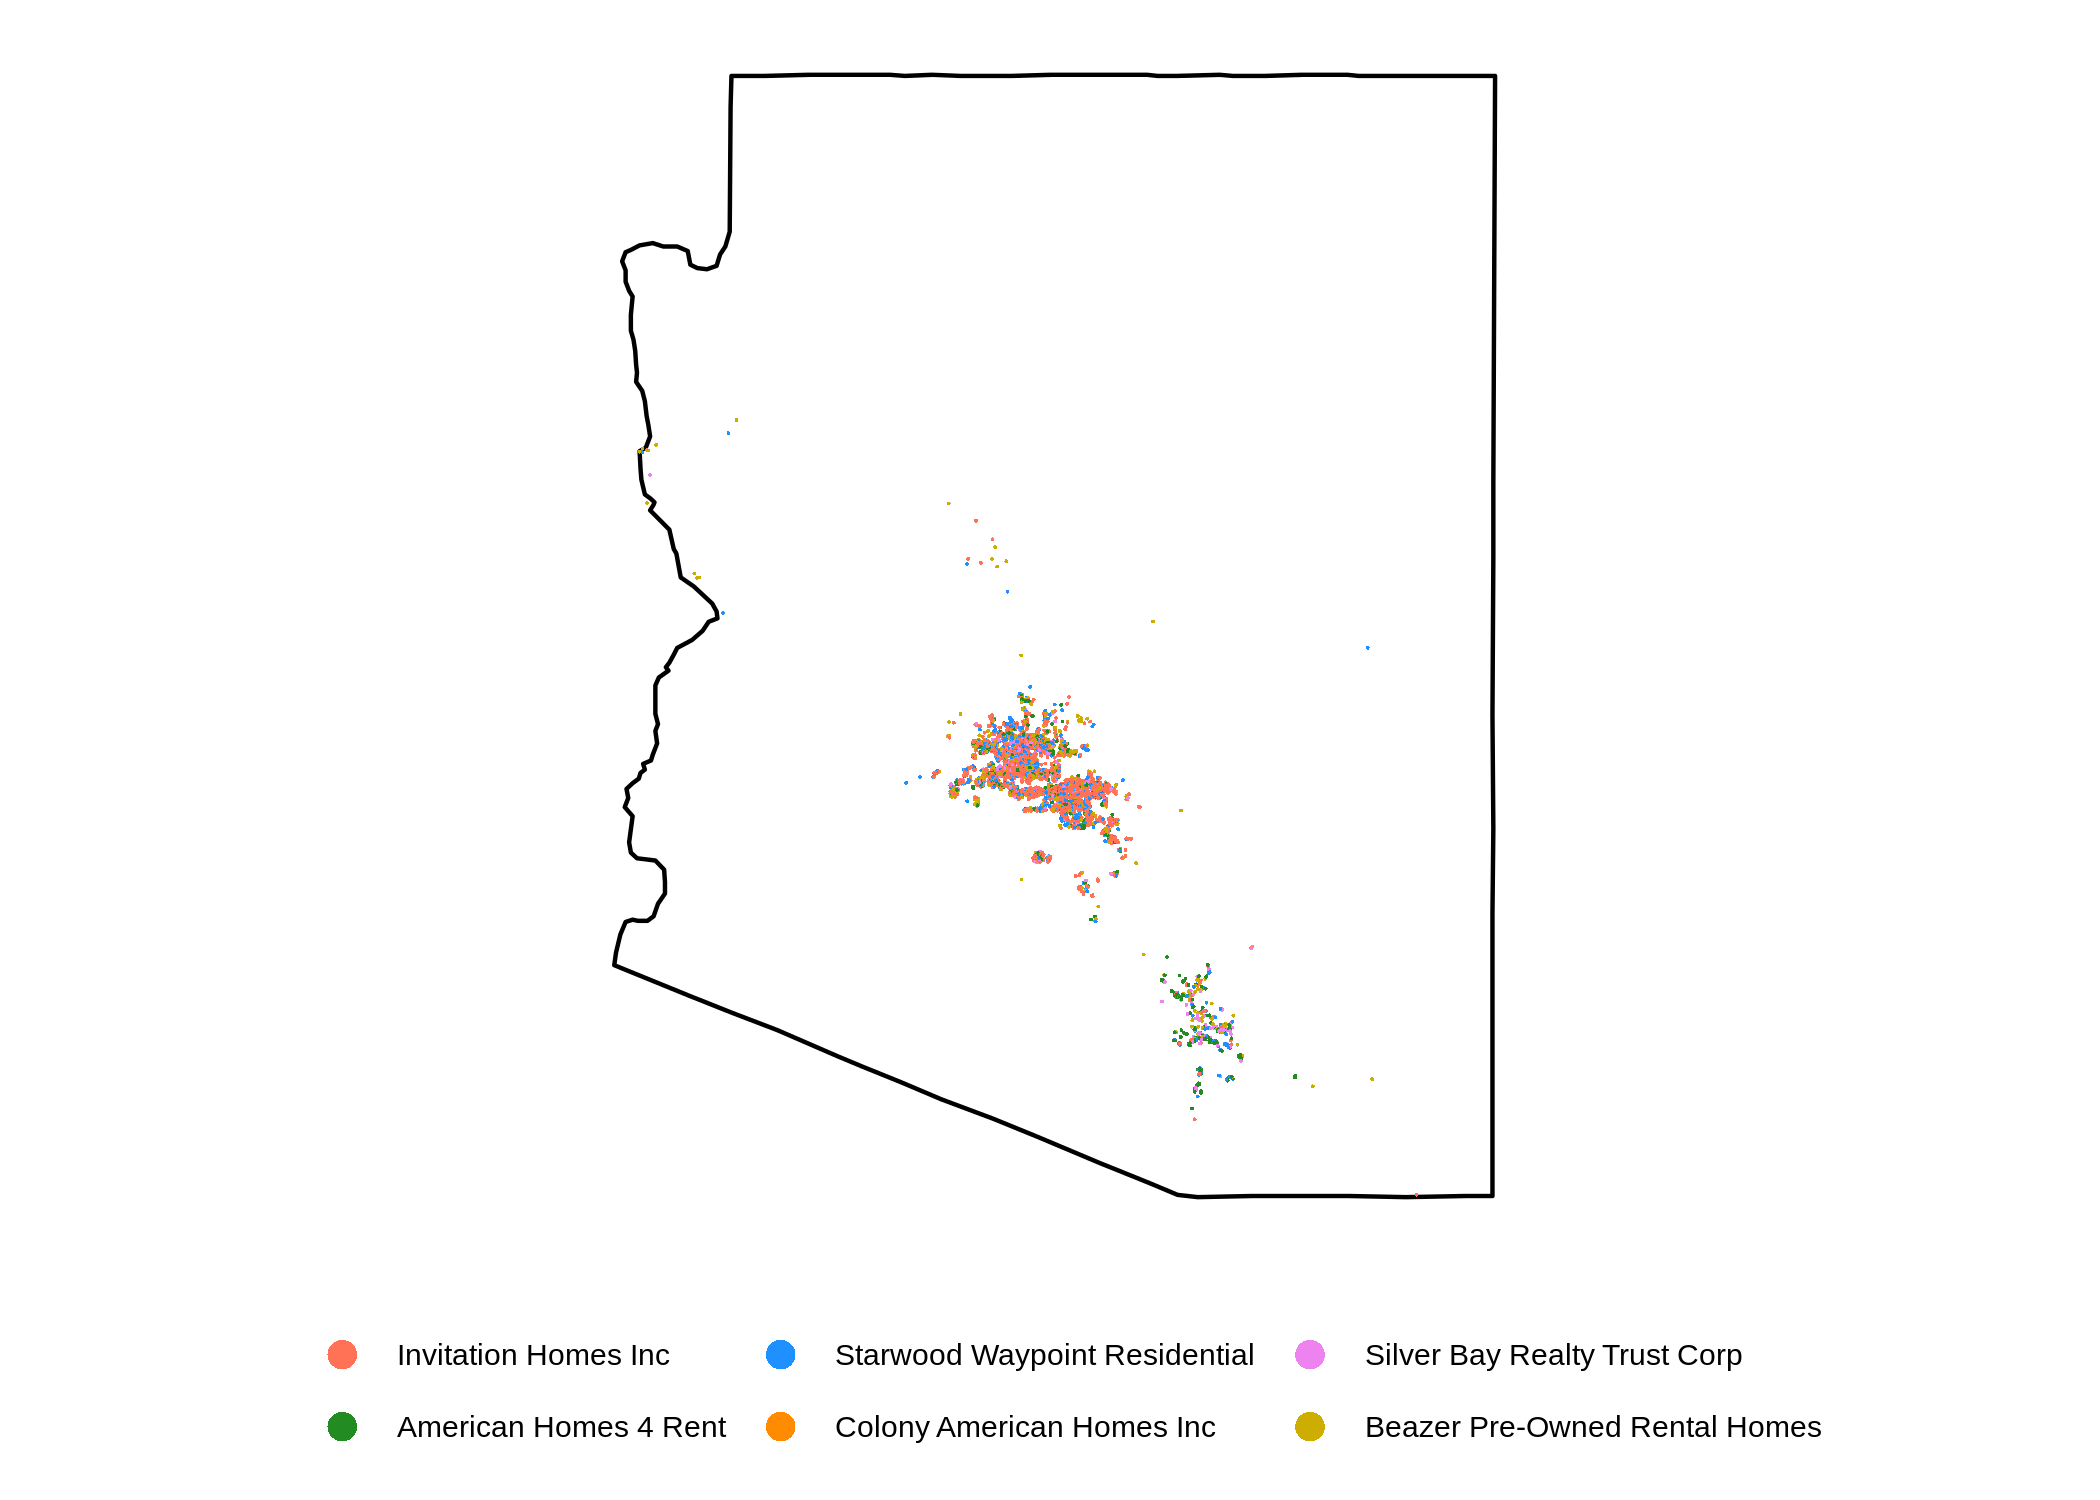 Invitation Homes Inc
Starwood Waypoint Residential
Silver Bay Realty Trust Corp
American Homes 4 Rent
Colony American Homes Inc
Beazer Pre-Owned Rental Homes